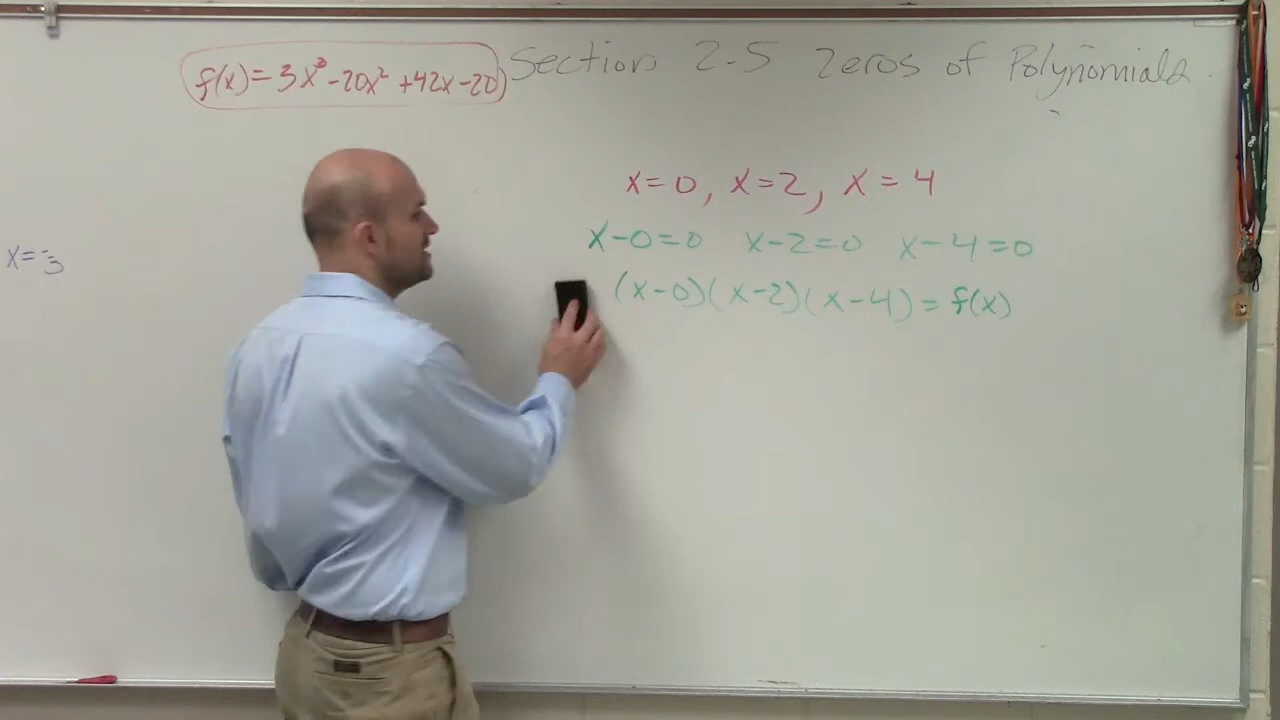 f(x) = 3x³ - 20x² + 42x - 20
Section 2-5 Zeros of Polynomials
x = 0, x = 2, x = 4
x - 0 = 0 x - 2 = 0 x - 4 = 0
(x - 0)(x - 2)(x - 4) = f(x)